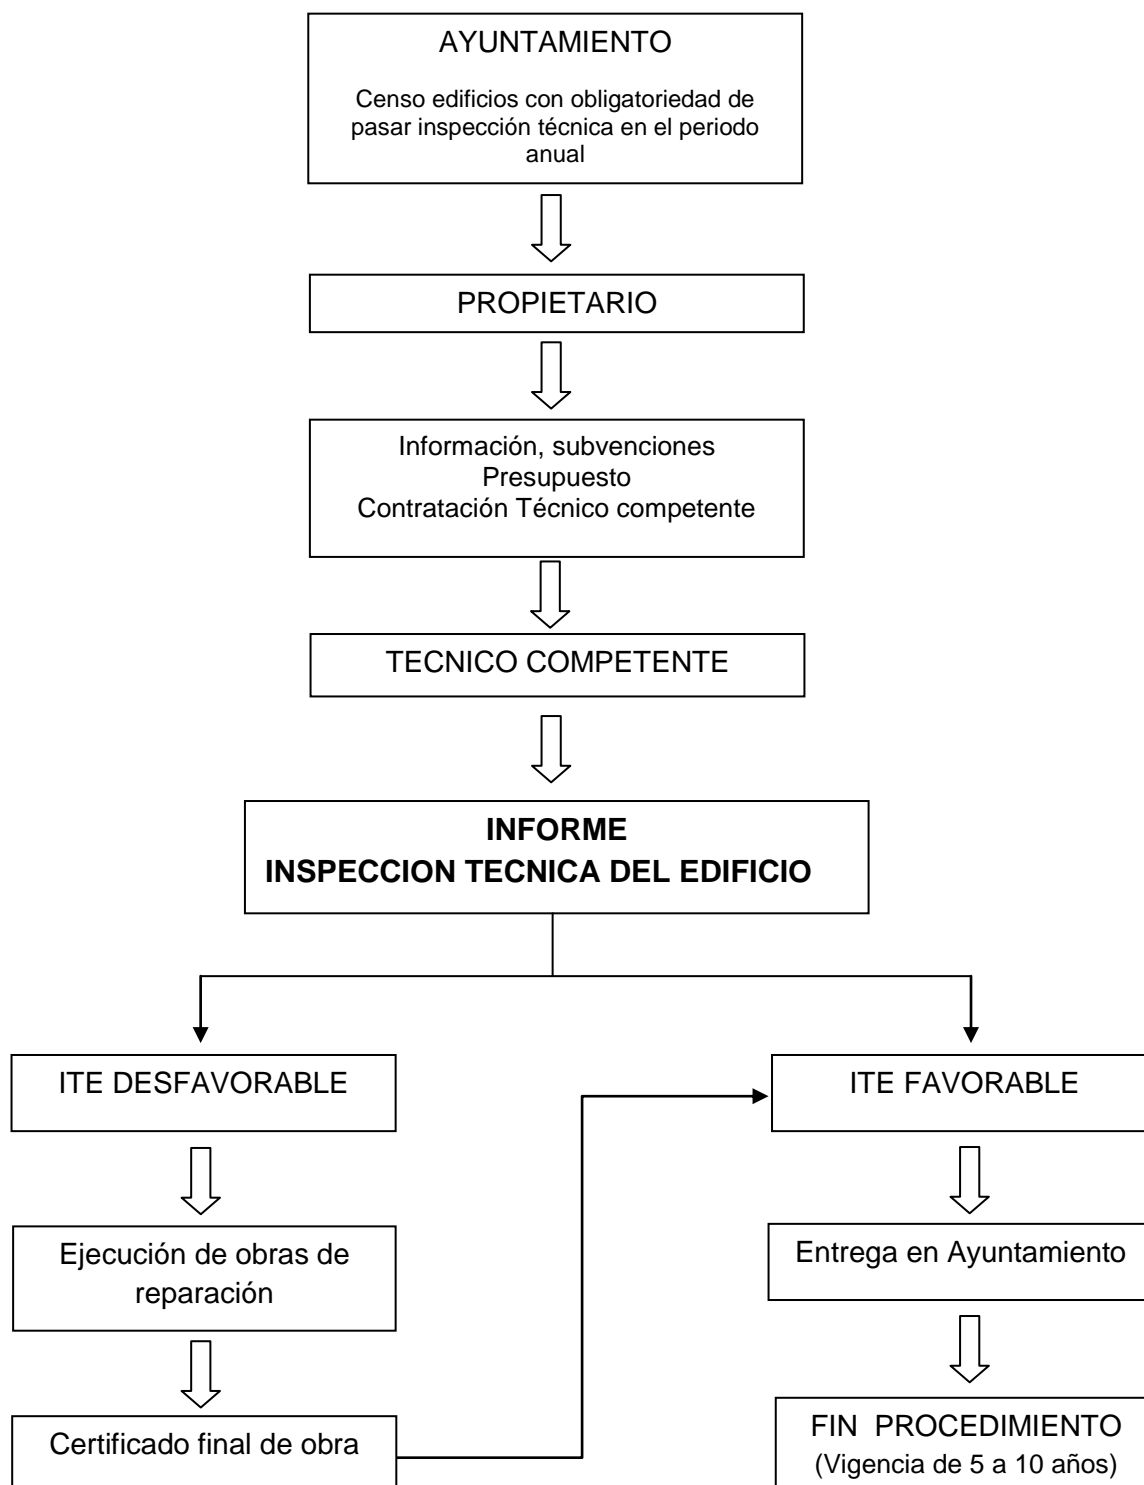 AYUNTAMIENTO
Censo edificios con obligatoriedad de
pasar inspección técnica en el periodo
anual
PROPIETARIO
Información, subvenciones
Presupuesto
Contratación Técnico competente
TECNICO COMPETENTE
INFORME
INSPECCION TECNICA DEL EDIFICIO
ITE DESFAVORABLE
ITE FAVORABLE
Ejecución de obras de
reparación
Entrega en Ayuntamiento
Certificado final de obra
FIN PROCEDIMIENTO
(Vigencia de 5 a 10 años)